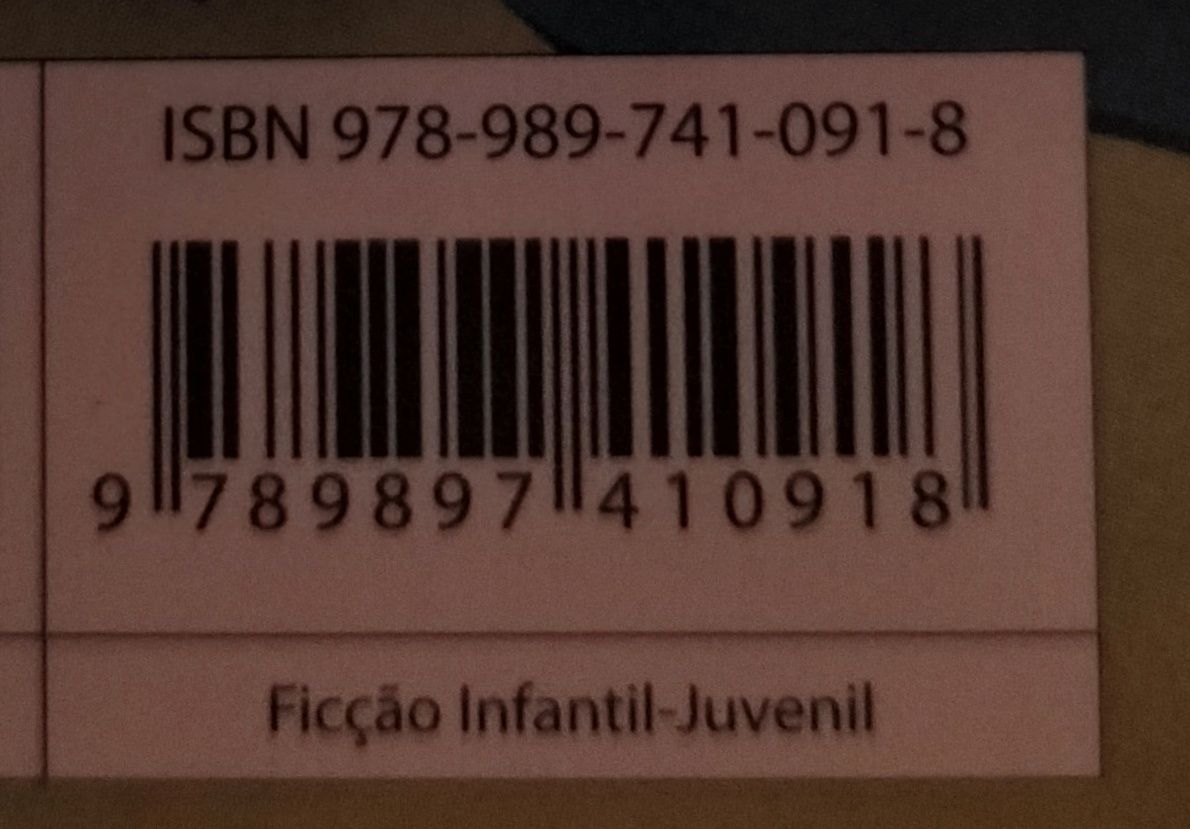 ISBN 978-989-741-091-8
9 789897 410918
Ficção Infantil-Juvenil